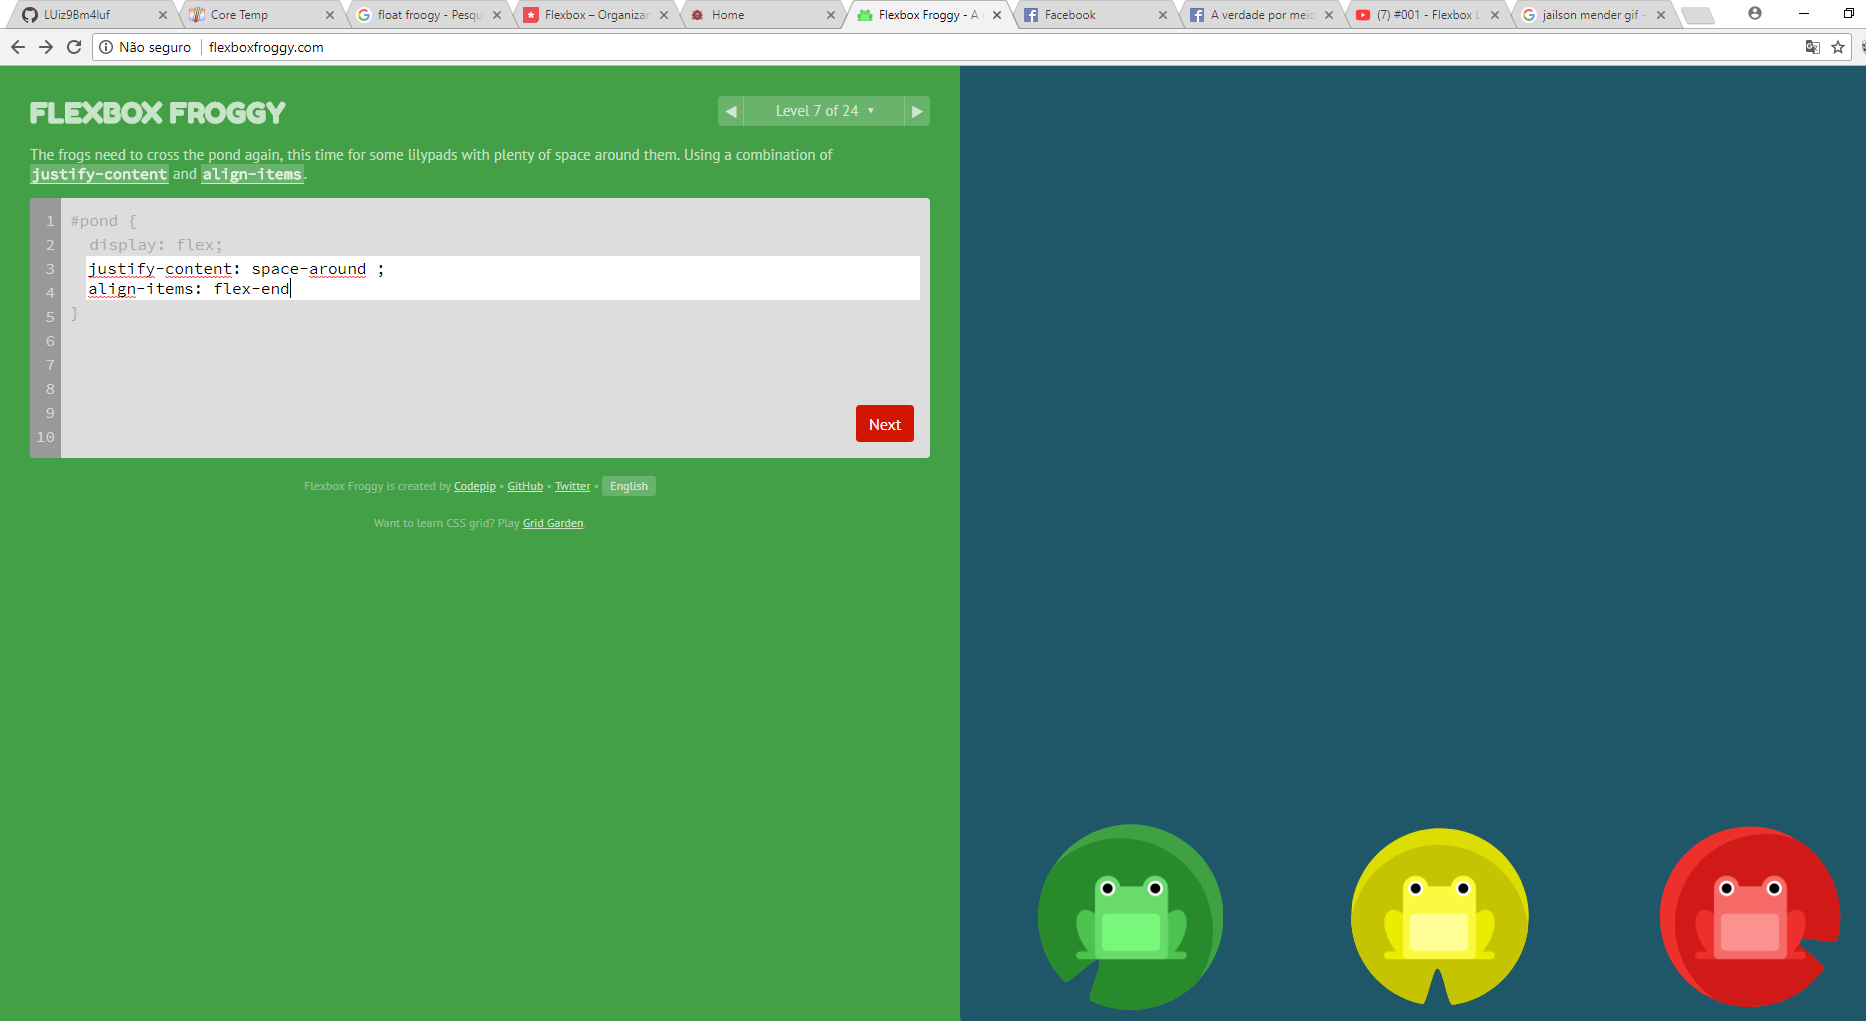 LUiz9Bm4luf
Core Temp
float froogy - Pesqu
Flexbox – Organizan
Home
Flexbox Froggy - A
Facebook
A verdade por meio
(7) #001 - Flexbox L
jailson mender gif -
Não seguro
flexboxfroggy.com
FLEXBOX FROGGY
Level 7 of 24
The frogs need to cross the pond again, this time for some lilypads with plenty of space around them. Using a combination of
justify-content and align-items.
1 #pond {
2 display: flex;
3 justify-content: space-around ;
4 align-items: flex-end
5 }
6
7
8
9
10
Next
Flexbox Froggy is created by Codepip • GitHub • Twitter • English
Want to learn CSS grid? Play Grid Garden.